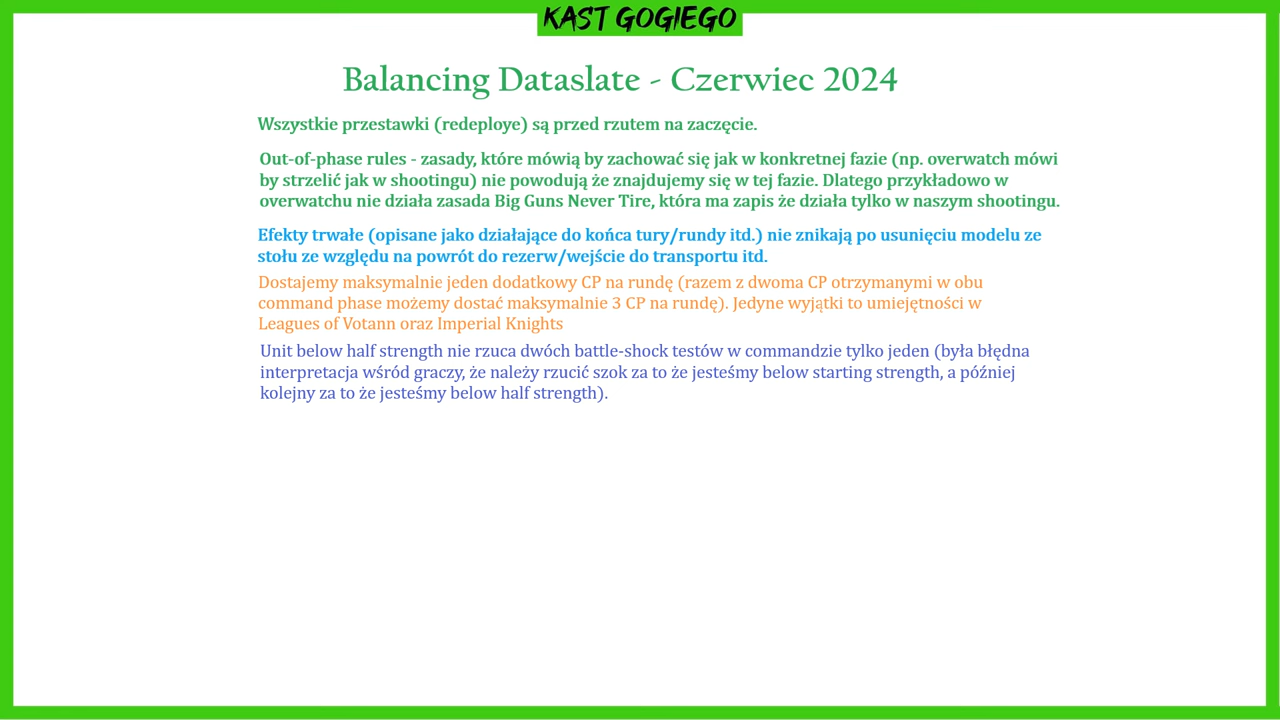 KAST GOGIEGO
Balancing Dataslate - Czerwiec 2024
Wszystkie przestawki (redeploye) są przed rzutem na zaczęcie.
Out-of-phase rules - zasady, które mówią by zachować się jak w konkretnej fazie (np. overwatch mówi
by strzelić jak w shootingu) nie powodują że znajdujemy się w tej fazie. Dlatego przykładowo w
overwatchu nie działa zasada Big Guns Never Tire, która ma zapis że działa tylko w naszym shootingu.
Efekty trwałe (opisane jako działające do końca tury/rundy itd.) nie znikają po usunięciu modelu ze
stołu ze względu na powrót do rezerw/wejście do transportu itd.
Dostajemy maksymalnie jeden dodatkowy CP na rundę (razem z dwoma CP otrzymanymi w obu
command phase możemy dostać maksymalnie 3 CP na rundę). Jedyne wyjątki to umiejętności w
Leagues of Votann oraz Imperial Knights
Unit below half strength nie rzuca dwóch battle-shock testów w commandzie tylko jeden (była błędna
interpretacja wśród graczy, że należy rzucić szok za to że jesteśmy below starting strength, a później
kolejny za to że jesteśmy below half strength).